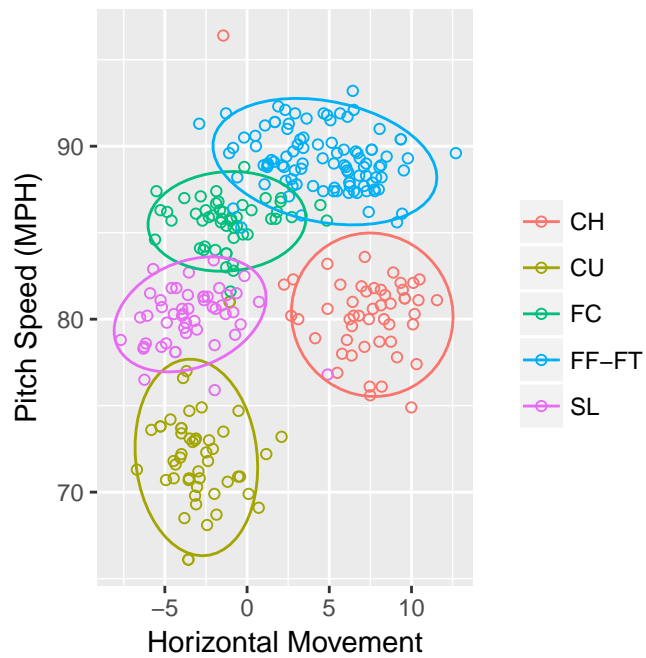 Pitch Speed (MPH)
90
80
70
−5
0
5
10
Horizontal Movement
CH
CU
FC
FF−FT
SL